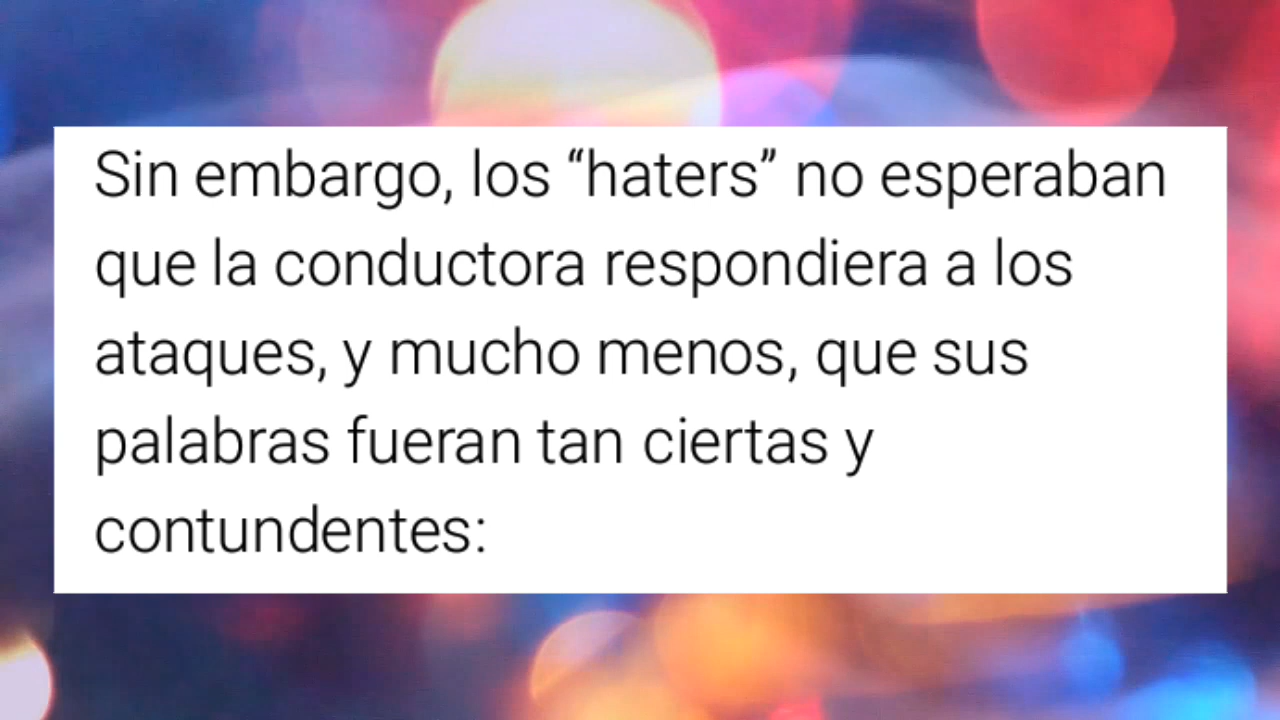 Sin embargo, los “haters” no esperaban
que la conductora respondiera a los
ataques, y mucho menos, que sus
palabras fueran tan ciertas y
contundentes: